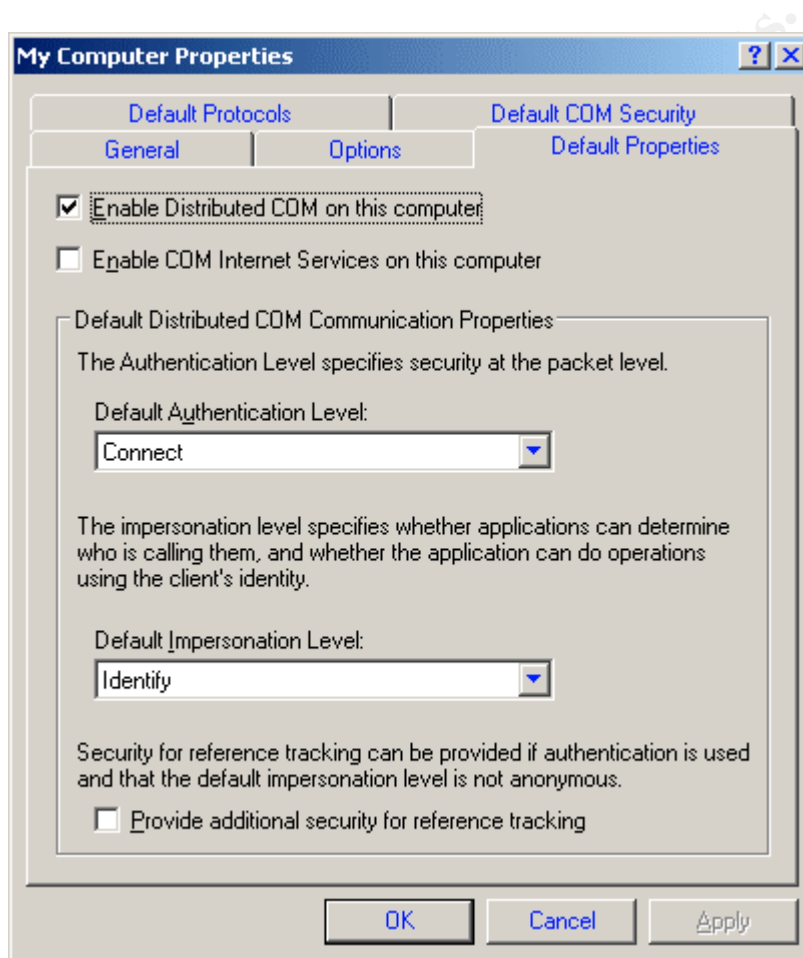 My Computer Properties
Default Protocols
Default COM Security
General
Options
Default Properties
Enable Distributed COM on this computer
Enable COM Internet Services on this computer
Default Distributed COM Communication Properties
The Authentication Level specifies security at the packet level.
Default Authentication Level:
Connect
The impersonation level specifies whether applications can determine
who is calling them, and whether the application can do operations
using the client's identity.
Default Impersonation Level:
Identify
Security for reference tracking can be provided if authentication is used
and that the default impersonation level is not anonymous.
Provide additional security for reference tracking
OK
Cancel
Apply